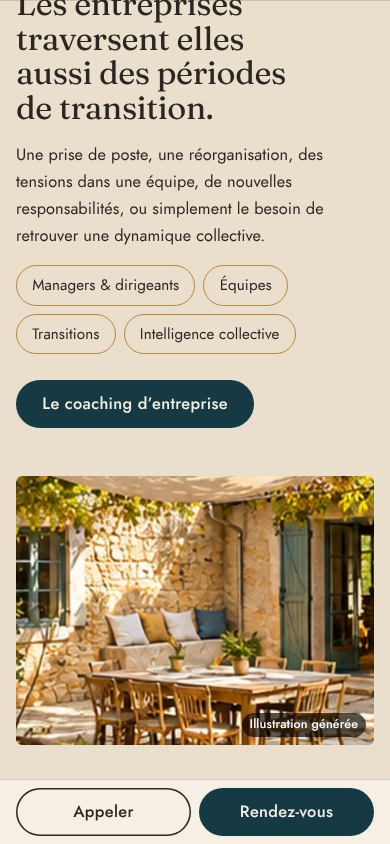 Les entreprises
traversent elles
aussi des périodes
de transition.
Une prise de poste, une réorganisation, des
tensions dans une équipe, de nouvelles
responsabilités, ou simplement le besoin de
retrouver une dynamique collective.
Managers & dirigeants
Équipes
Transitions
Intelligence collective
Le coaching d’entreprise
Illustration générée
Appeler
Rendez-vous